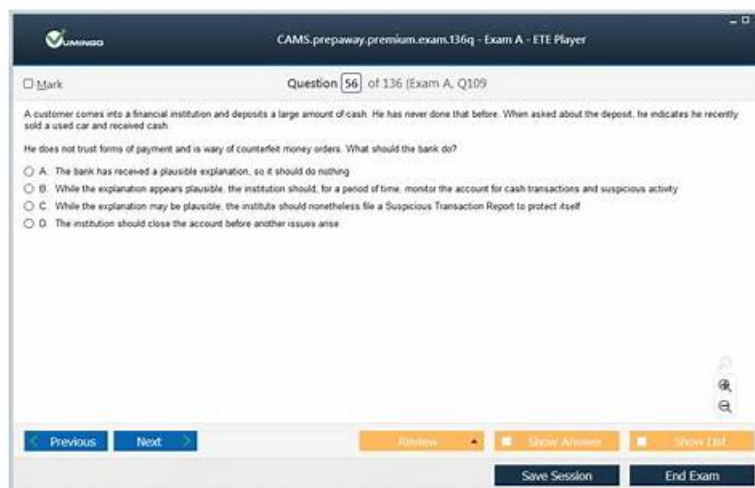 VUMINGO
CAMS.prepaway.premium.exam.136q - Exam A - ETE Player
Mark
Question 56 of 136 (Exam A, Q109
A customer comes into a financial institution and deposits a large amount of cash. He has never done that before. When asked about the deposit, he indicates he recently
sold a used car and received cash.
He does not trust forms of payment and is wary of counterfeit money orders. What should the bank do?
A. The bank has received a plausible explanation, so it should do nothing
B. While the explanation appears plausible, the institution should, for a period of time, monitor the account for cash transactions and suspicious activity
C. While the explanation may be plausible, the institute should nonetheless file a Suspicious Transaction Report to protect itself
D. The institution should close the account before another issues arise
Previous Next Review Show Answer Show List
Save Session End Exam